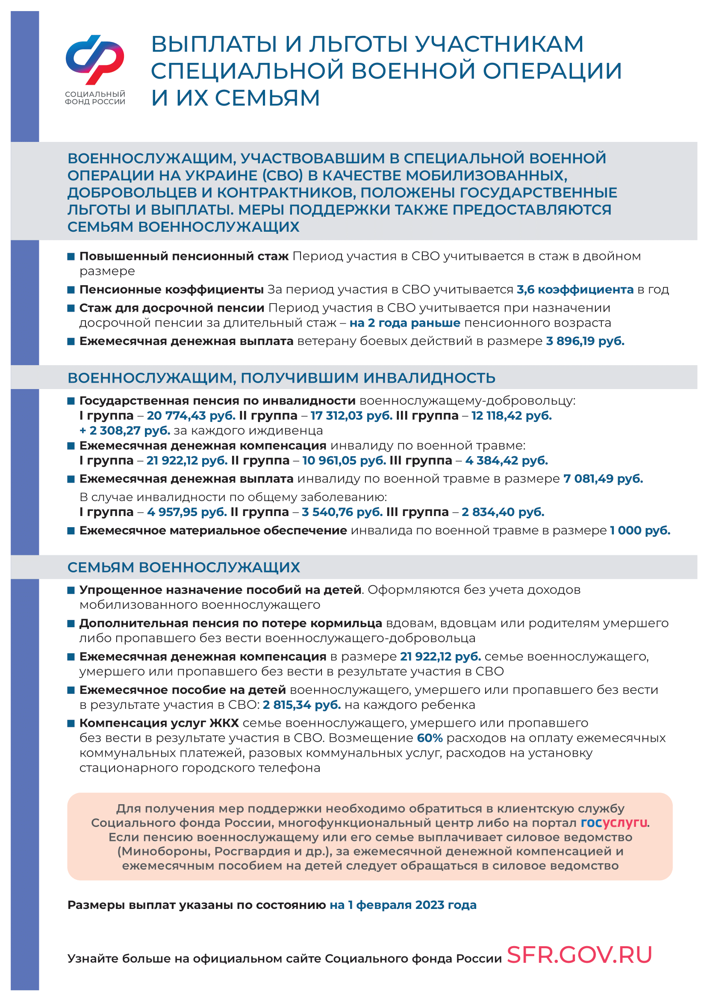 СОЦИАЛЬНЫЙ
ФОНД РОССИИ
ВЫПЛАТЫ И ЛЬГОТЫ УЧАСТНИКАМ
СПЕЦИАЛЬНОЙ ВОЕННОЙ ОПЕРАЦИИ
И ИХ СЕМЬЯМ
ВОЕННОСЛУЖАЩИМ, УЧАСТВОВАВШИМ В СПЕЦИАЛЬНОЙ ВОЕННОЙ
ОПЕРАЦИИ НА УКРАИНЕ (СВО) В КАЧЕСТВЕ МОБИЛИЗОВАННЫХ,
ДОБРОВОЛЬЦЕВ И КОНТРАКТНИКОВ, ПОЛОЖЕНЫ ГОСУДАРСТВЕННЫЕ
ЛЬГОТЫ И ВЫПЛАТЫ. МЕРЫ ПОДДЕРЖКИ ТАКЖЕ ПРЕДОСТАВЛЯЮТСЯ
СЕМЬЯМ ВОЕННОСЛУЖАЩИХ
Повышенный пенсионный стаж Период участия в СВО учитывается в стаж в двойном
размере
Пенсионные коэффициенты За период участия в СВО учитывается 3,6 коэффициента в год
Стаж для досрочной пенсии Период участия в СВО учитывается при назначении
досрочной пенсии за длительный стаж – на 2 года раньше пенсионного возраста
Ежемесячная денежная выплата ветерану боевых действий в размере 3 896,19 руб.
ВОЕННОСЛУЖАЩИМ, ПОЛУЧИВШИМ ИНВАЛИДНОСТЬ
Государственная пенсия по инвалидности военнослужащему-добровольцу:
I группа – 20 774,43 руб. II группа – 17 312,03 руб. III группа – 12 118,42 руб.
+ 2 308,27 руб. за каждого иждивенца
Ежемесячная денежная компенсация инвалиду по военной травме:
I группа – 21 922,12 руб. II группа – 10 961,05 руб. III группа – 4 384,42 руб.
Ежемесячная денежная выплата инвалиду по военной травме в размере 7 081,49 руб.
В случае инвалидности по общему заболеванию:
I группа – 4 957,95 руб. II группа – 3 540,76 руб. III группа – 2 834,40 руб.
Ежемесячное материальное обеспечение инвалида по военной травме в размере 1 000 руб.
СЕМЬЯМ ВОЕННОСЛУЖАЩИХ
Упрощенное назначение пособий на детей. Оформляются без учета доходов
мобилизованного военнослужащего
Дополнительная пенсия по потере кормильца вдовам, вдовцам или родителям умершего
либо пропавшего без вести военнослужащего-добровольца
Ежемесячная денежная компенсация в размере 21 922,12 руб. семье военнослужащего,
умершего или пропавшего без вести в результате участия в СВО
Ежемесячное пособие на детей военнослужащего, умершего или пропавшего без вести
в результате участия в СВО: 2 815,34 руб. на каждого ребенка
Компенсация услуг ЖКХ семье военнослужащего, умершего или пропавшего
без вести в результате участия в СВО. Возмещение 60% расходов на оплату ежемесячных
коммунальных платежей, разовых коммунальных услуг, расходов на установку
стационарного городского телефона
Для получения мер поддержки необходимо обратиться в клиентскую службу
Социального фонда России, многофункциональный центр либо на портал госуслуги.
Если пенсию военнослужащему или его семье выплачивает силовое ведомство
(Минобороны, Росгвардия и др.), за ежемесячной денежной компенсацией и
ежемесячным пособием на детей следует обращаться в силовое ведомство
Размеры выплат указаны по состоянию на 1 февраля 2023 года
Узнайте больше на официальном сайте Социального фонда России SFR.GOV.RU